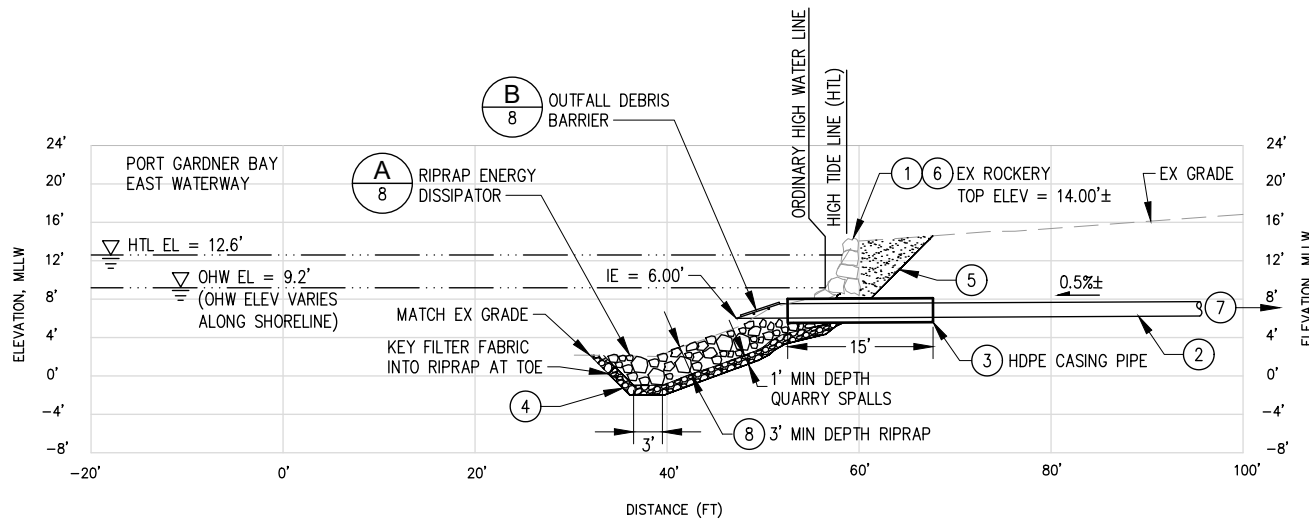 ORDINARY HIGH WATER LINE
HIGH TIDE LINE (HTL)
B
8
OUTFALL DEBRIS
BARRIER
A
8
RIPRAP ENERGY
DISSIPATOR
PORT GARDNER BAY
EAST WATERWAY
1
6
EX ROCKERY
TOP ELEV = 14.00'±
EX GRADE
24'
20'
16'
12'
8'
4'
0'
-4'
-8'
ELEVATION, MLLW
HTL EL = 12.6'
OHW EL = 9.2'
(OHW ELEV VARIES
ALONG SHORELINE)
IE = 6.00'
MATCH EX GRADE
KEY FILTER FABRIC
INTO RIPRAP AT TOE
5
0.5%±
7
15'
3
HDPE CASING PIPE
2
1' MIN DEPTH
QUARRY SPALLS
4
3'
8
3' MIN DEPTH RIPRAP
24'
20'
16'
12'
8'
4'
0'
-4'
-8'
ELEVATION, MLLW
-20'
0'
20'
40'
60'
80'
100'
DISTANCE (FT)